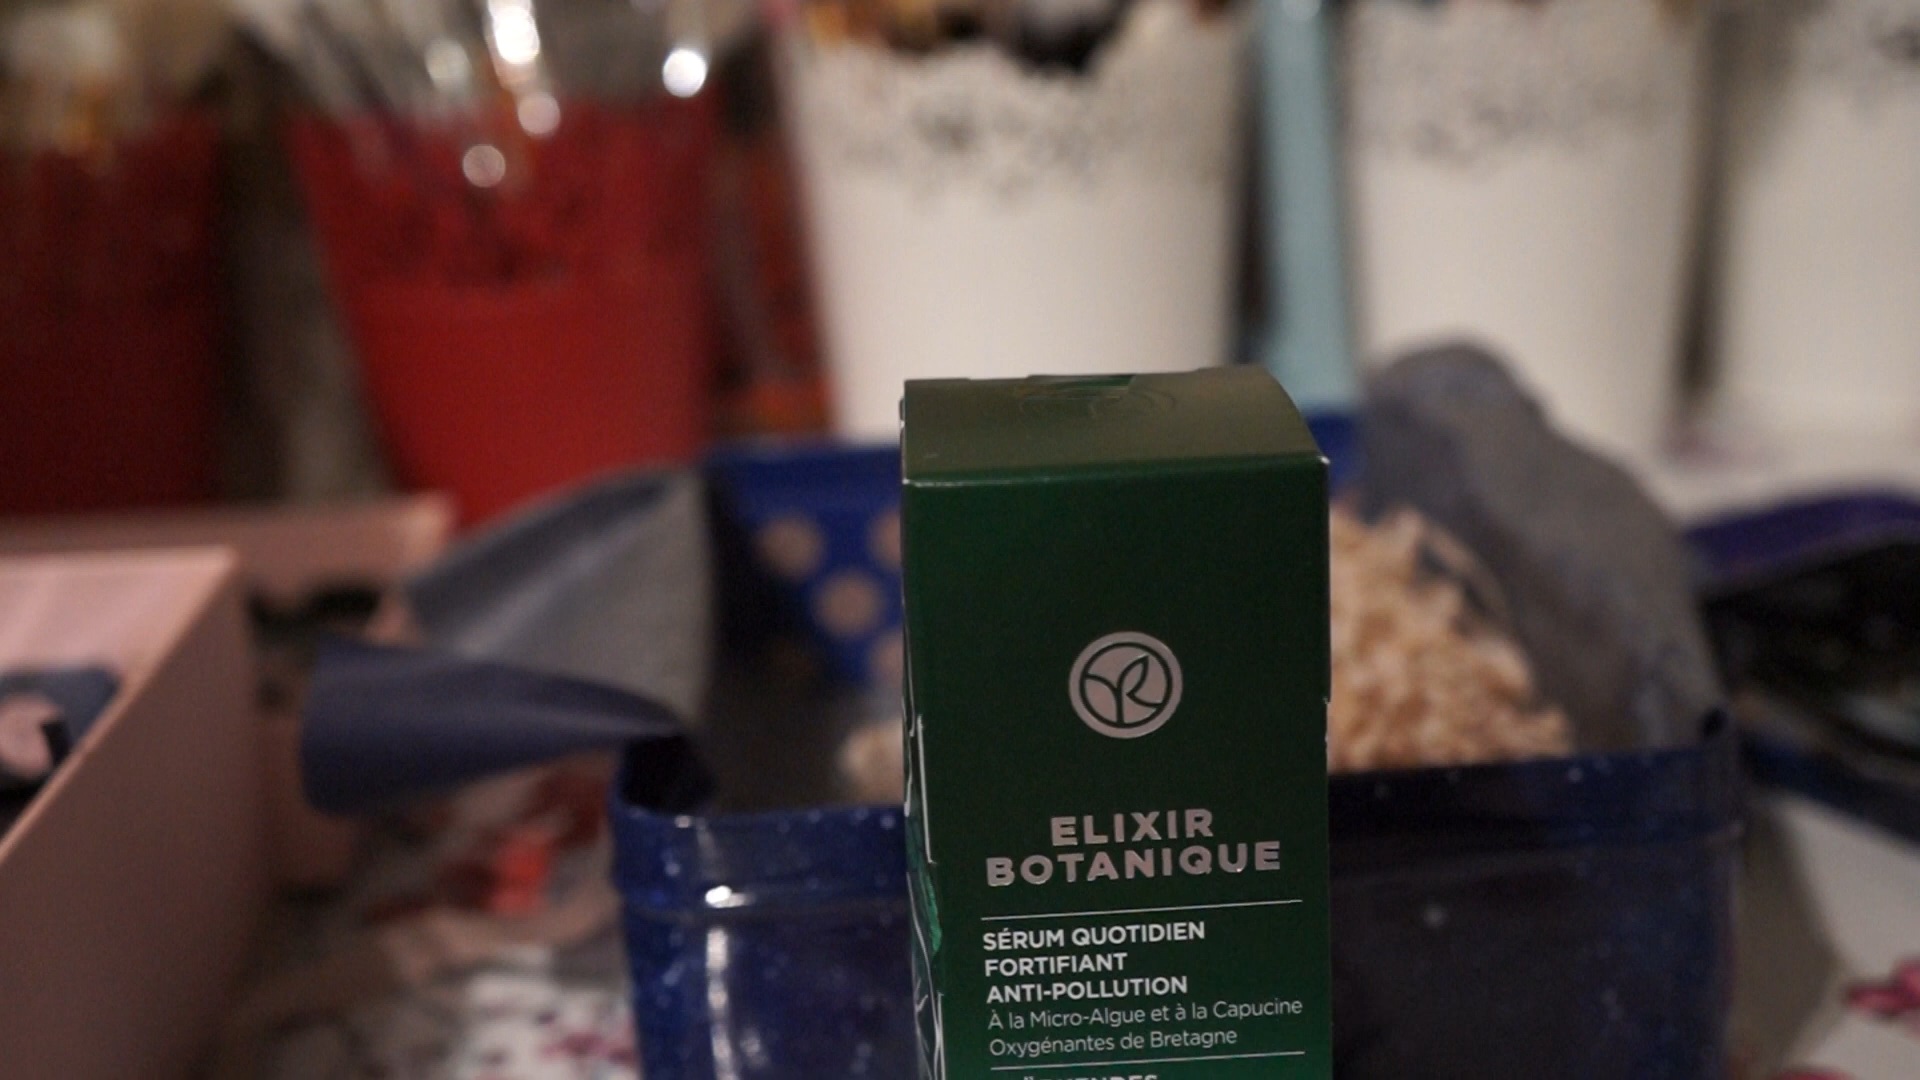 ELIXIR
BOTANIQUE
SÉRUM QUOTIDIEN
FORTIFIANT
ANTI-POLLUTION
À la Micro-Algue et à la Capucine
Oxygénantes de Bretagne